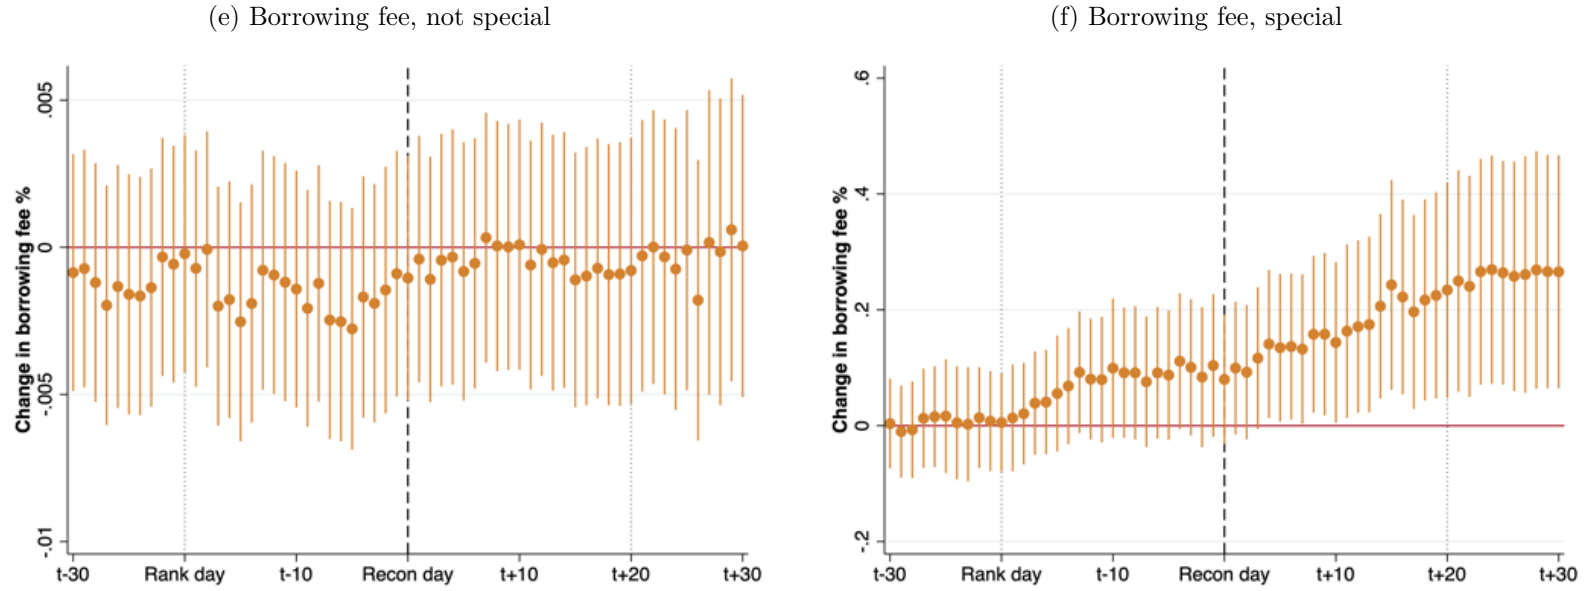 (e) Borrowing fee, not special
Change in borrowing fee %
.005
0
-.005
-.01
t-30 Rank day t-10 Recon day t+10 t+20 t+30
(f) Borrowing fee, special
Change in borrowing fee %
.6
.4
.2
0
-.2
t-30 Rank day t-10 Recon day t+10 t+20 t+30